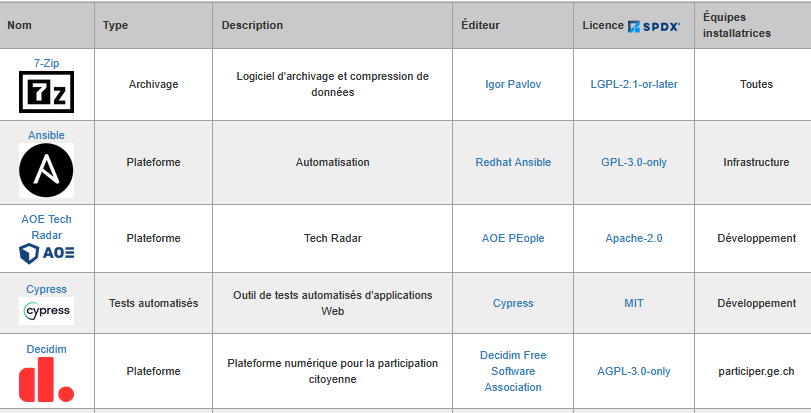 Nom Type Description Éditeur Licence SPDX Équipes
installatrices
7-Zip
7z
Archivage
Logiciel d'archivage et compression de
données
Igor Pavlov
LGPL-2.1-or-later
Toutes
Ansible
A
Plateforme
Automatisation
Redhat Ansible
GPL-3.0-only
Infrastructure
AOE Tech
Radar
AOE
Plateforme
Tech Radar
AOE PEople
Apache-2.0
Développement
Cypress
cypress
Tests automatisés
Outil de tests automatisés d'applications
Web
Cypress
MIT
Développement
Decidim
d.
Plateforme
Plateforme numérique pour la participation
citoyenne
Decidim Free
Software
Association
AGPL-3.0-only
participer.ge.ch